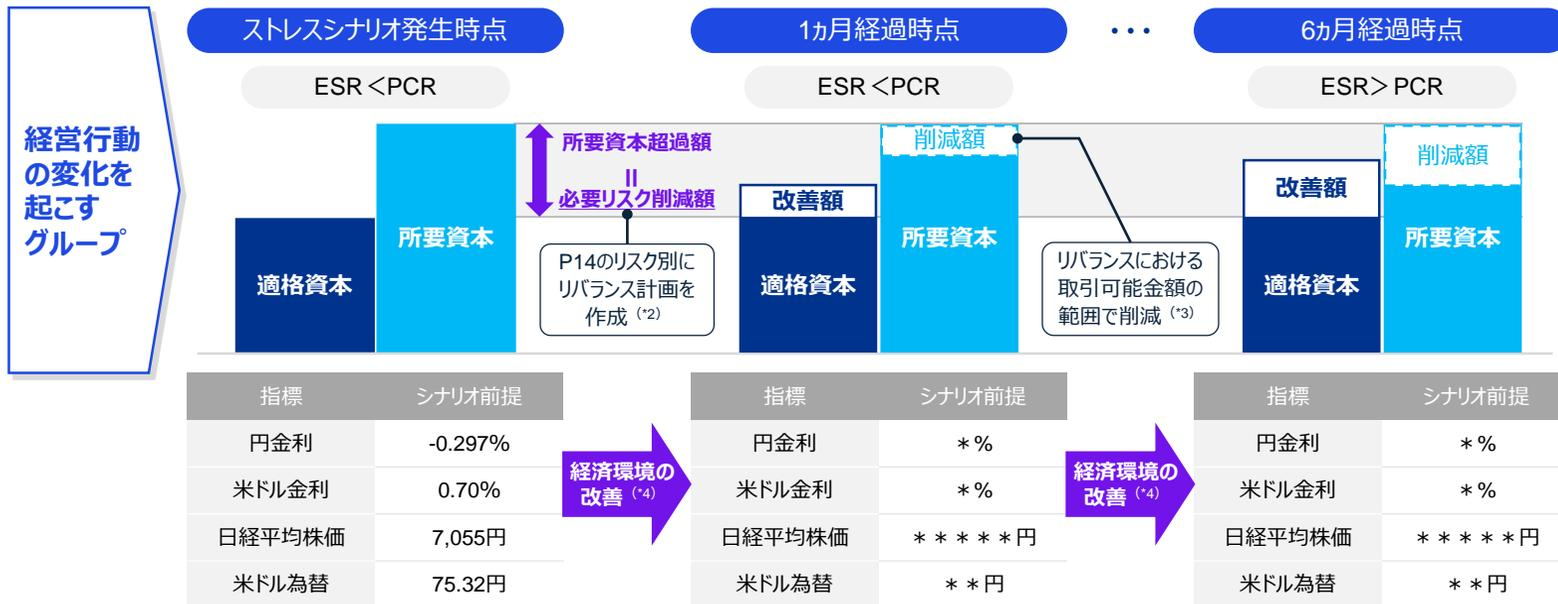 経営行動
の変化を
起こす
グループ
ストレスシナリオ発生時点
ESR＜PCR
所要資本超過額
＝
必要リスク削減額
適格資本
所要資本
P14のリスク別に
リバランス計画を
作成（*2）
1ヵ月経過時点
ESR＜PCR
改善額
適格資本
削減額
所要資本
リバランスにおける
取引可能金額の
範囲で削減（*3）
・・・
6ヵ月経過時点
ESR＞PCR
改善額
適格資本
削減額
所要資本
指標 シナリオ前提
円金利 -0.297%
米ドル金利 0.70%
日経平均株価 7,055円
米ドル為替 75.32円
経済環境の
改善（*4）
指標 シナリオ前提
円金利 ＊%
米ドル金利 ＊%
日経平均株価 ＊＊＊＊＊円
米ドル為替 ＊＊円
経済環境の
改善（*4）
指標 シナリオ前提
円金利 ＊%
米ドル金利 ＊%
日経平均株価 ＊＊＊＊＊円
米ドル為替 ＊＊円